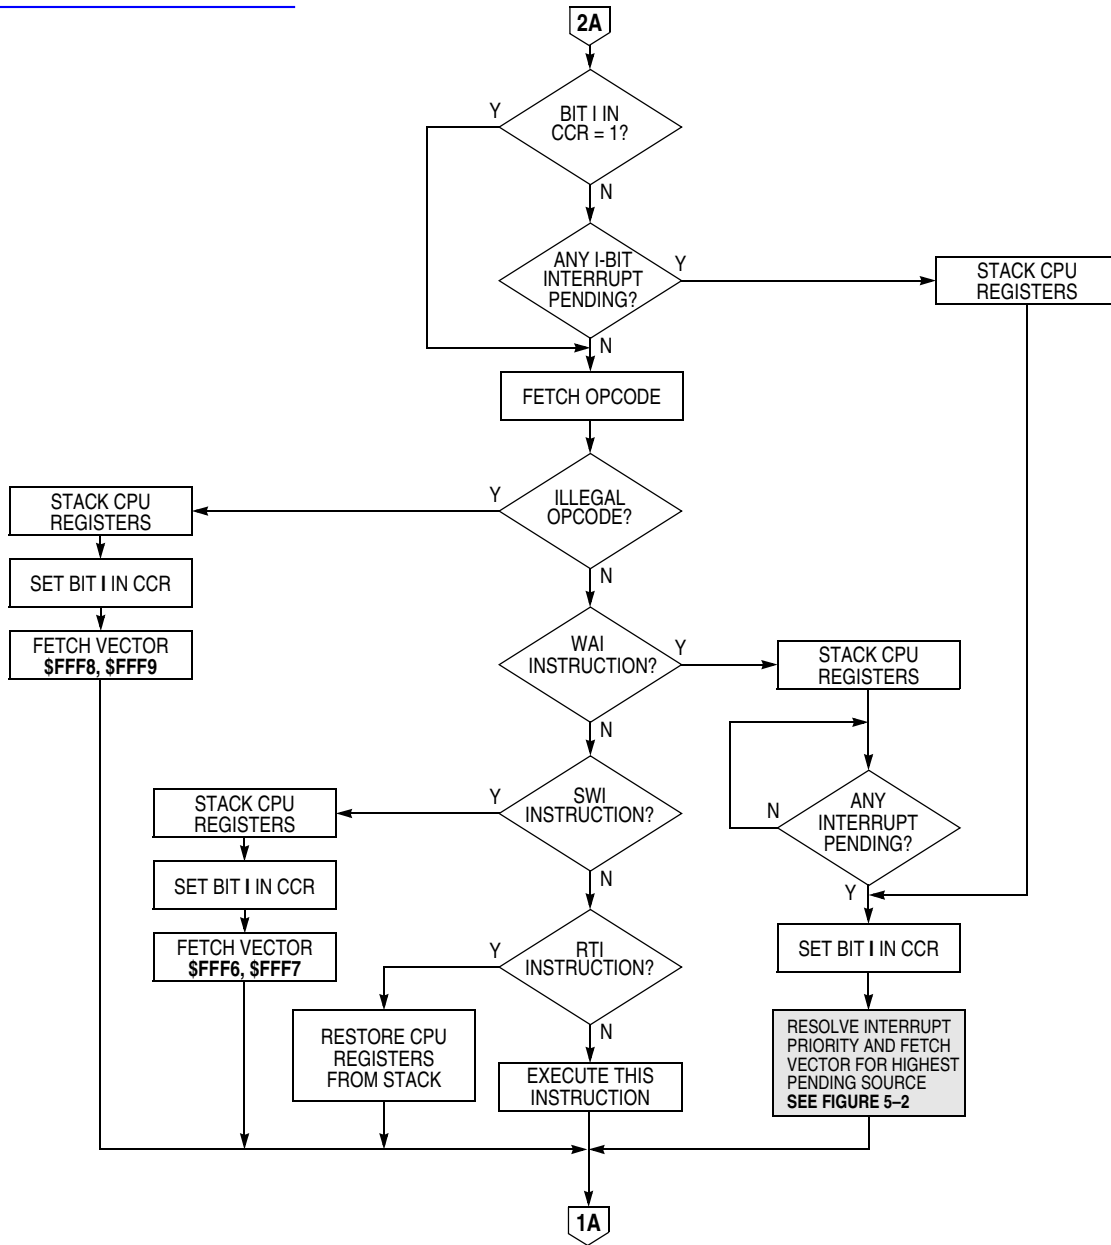 2A
BIT I IN
CCR = 1?
Y
N
ANY I-BIT
INTERRUPT
PENDING?
Y
N
STACK CPU
REGISTERS
FETCH OPCODE
ILLEGAL
OPCODE?
Y
N
STACK CPU
REGISTERS
SET BIT I IN CCR
FETCH VECTOR
$FFF8, $FFF9
WAI
INSTRUCTION?
Y
N
STACK CPU
REGISTERS
ANY
INTERRUPT
PENDING?
N
Y
SWI
INSTRUCTION?
Y
N
STACK CPU
REGISTERS
SET BIT I IN CCR
FETCH VECTOR
$FFF6, $FFF7
RTI
INSTRUCTION?
Y
N
SET BIT I IN CCR
RESTORE CPU
REGISTERS
FROM STACK
EXECUTE THIS
INSTRUCTION
RESOLVE INTERRUPT
PRIORITY AND FETCH
VECTOR FOR HIGHEST
PENDING SOURCE
SEE FIGURE 5–2
1A